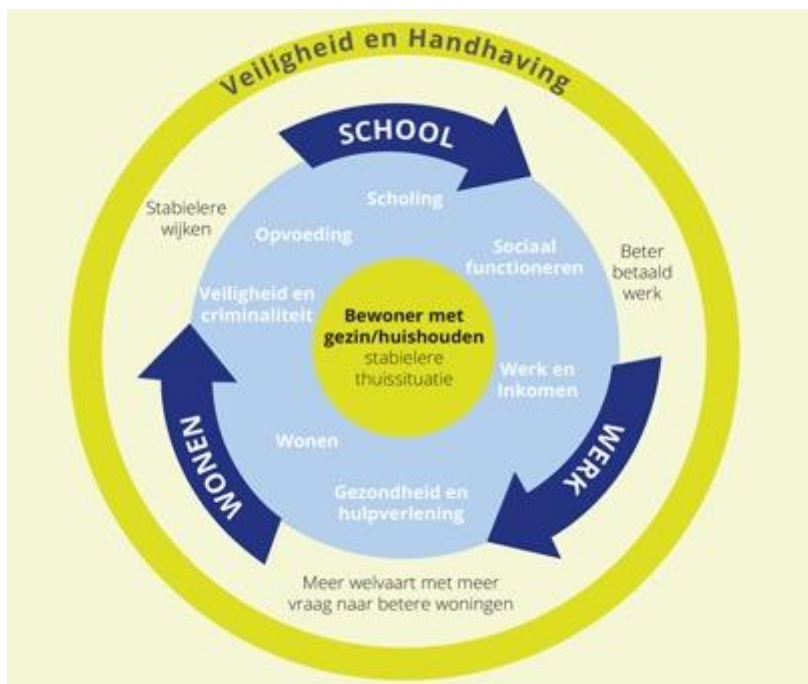 Veiligheid en Handhaving
SCHOOL
Scholing
Stabielere
wijken
Opvoeding
Sociaal
functioneren
Beter
betaald
werk
Veiligheid en
criminaliteit
Bewoner met
gezin/huishouden
stabielere
thuissituatie
Werk en
Inkomen
WERK
WONEN
Wonen
Gezondheid en
hulpverlening
Meer welvaart met meer
vraag naar betere woningen